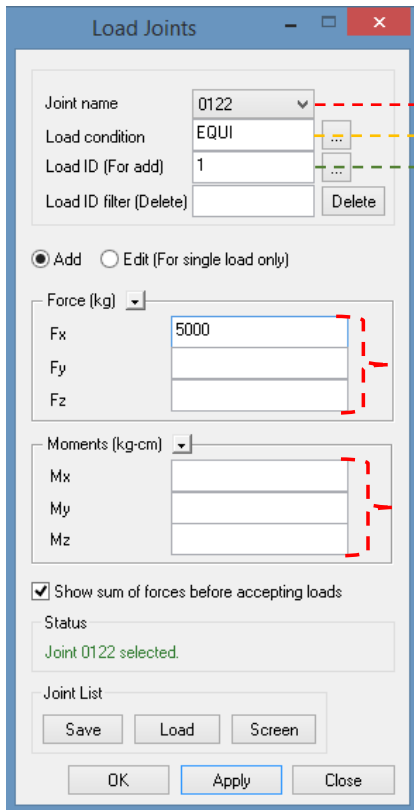 Load Joints
Joint name 0122
Load condition EQUI ...
Load ID (For add) 1 ...
Load ID filter (Delete) Delete
Add Edit (For single load only)
Force (kg)
Fx 5000
Fy
Fz
Moments (kg-cm)
Mx
My
Mz
Show sum of forces before accepting loads
Status
Joint 0122 selected.
Joint List
Save Load Screen
OK Apply Close